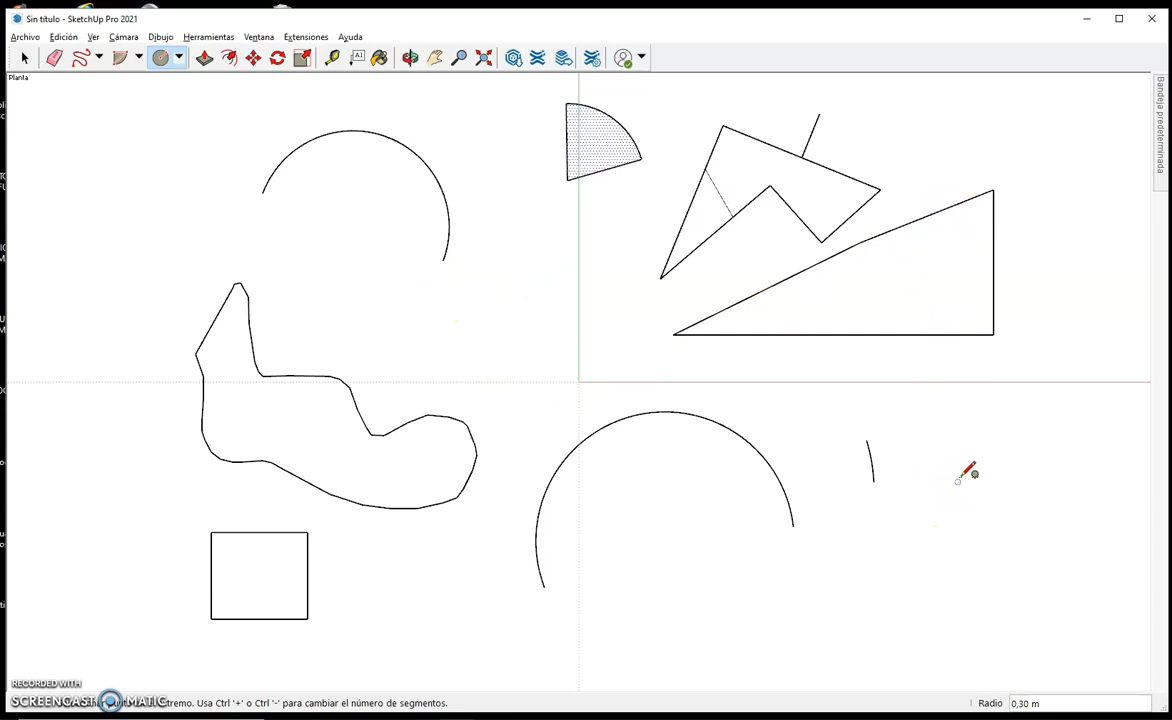 Sin título - SketchUp Pro 2021
Archivo Edición Ver Cámara Dibujo Herramientas Ventana Extensiones Ayuda
A1
Planta
Bandeja predeterminada
RECORDED WITH
SCREENCAST MATIC
tremo. Usa Ctrl '+' o Ctrl '-' para cambiar el número de segmentos.
Radio 0,30 m